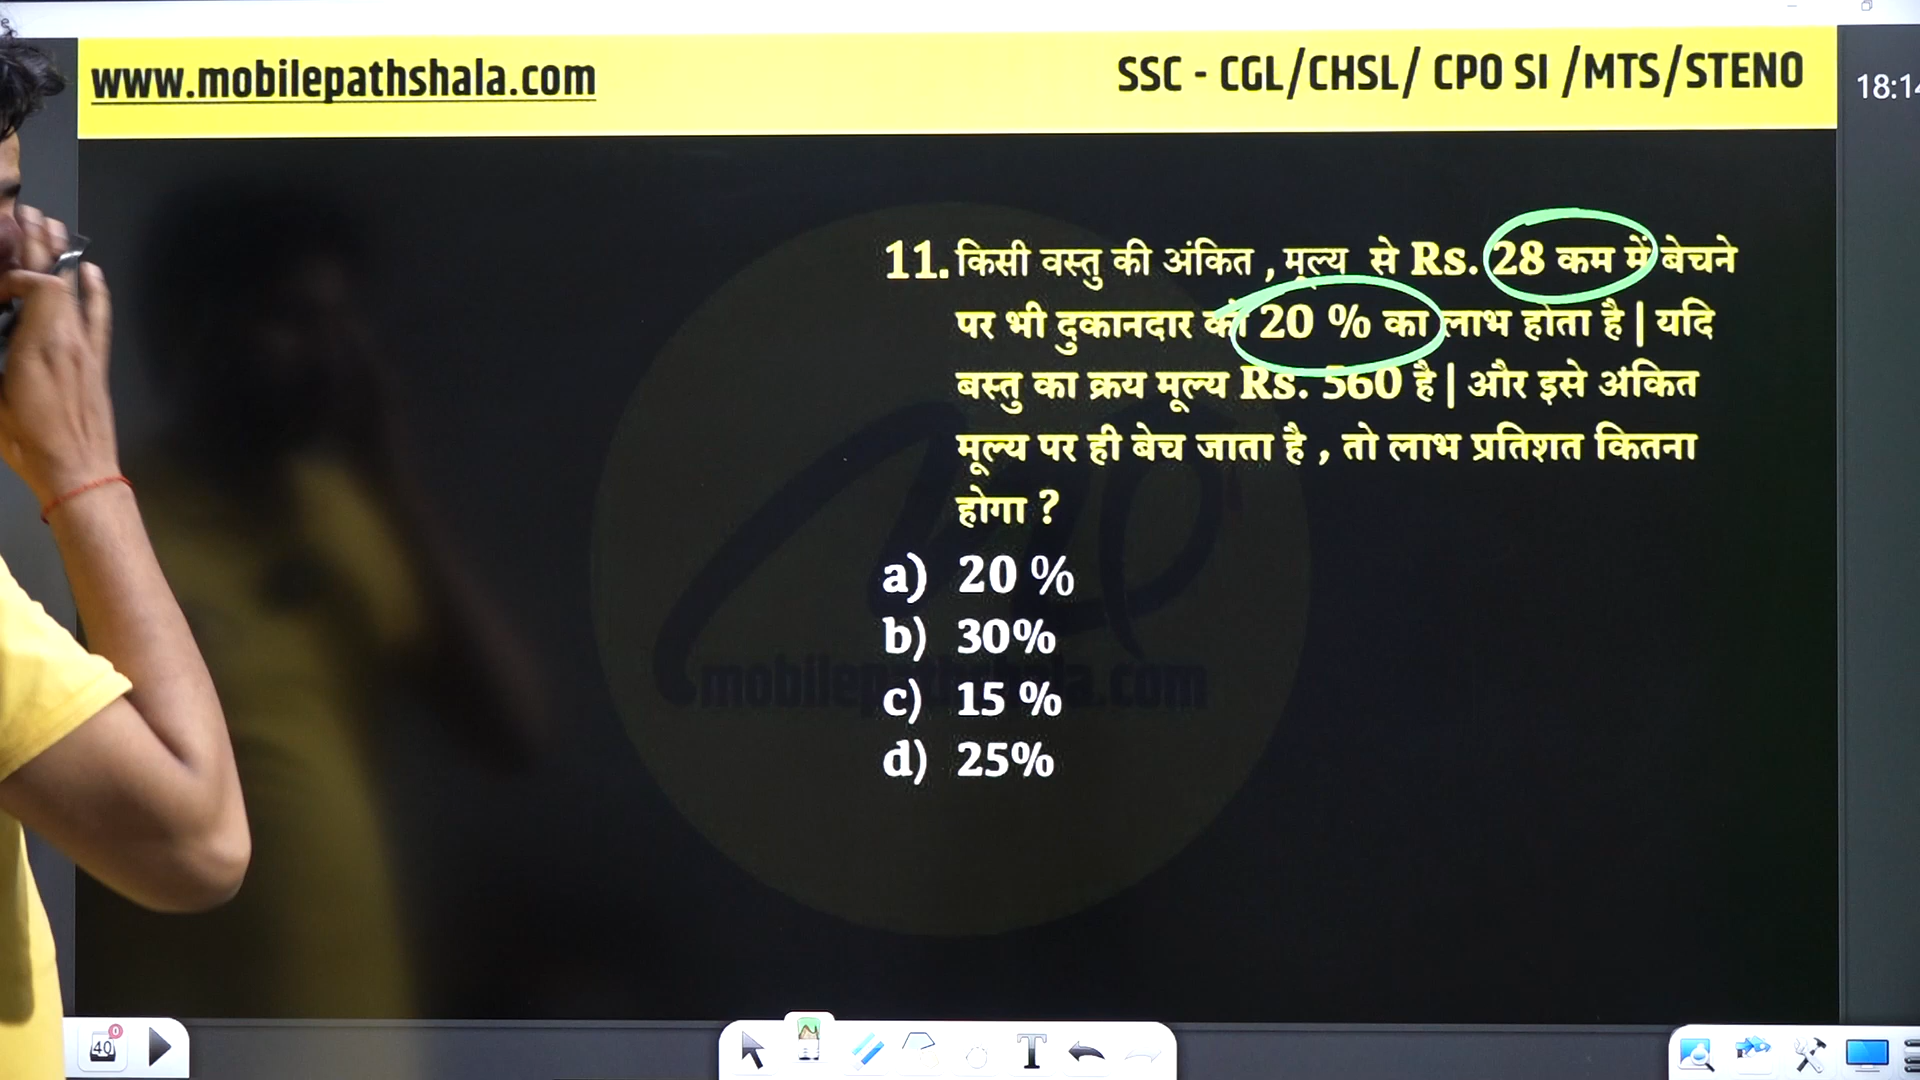 www.mobilepathshala.com
SSC - CGL/CHSL/ CPO SI /MTS/STENO
18:14
11. किसी वस्तु की अंकित , मूल्य से Rs. 28 कम में बेचने
पर भी दुकानदार को 20 % का लाभ होता है | यदि
बस्तु का क्रय मूल्य Rs. 560 है | और इसे अंकित
मूल्य पर ही बेच जाता है , तो लाभ प्रतिशत कितना
होगा ?
a) 20 %
b) 30%
c) 15 %
d) 25%
mobilepathshala.com
40
0
T